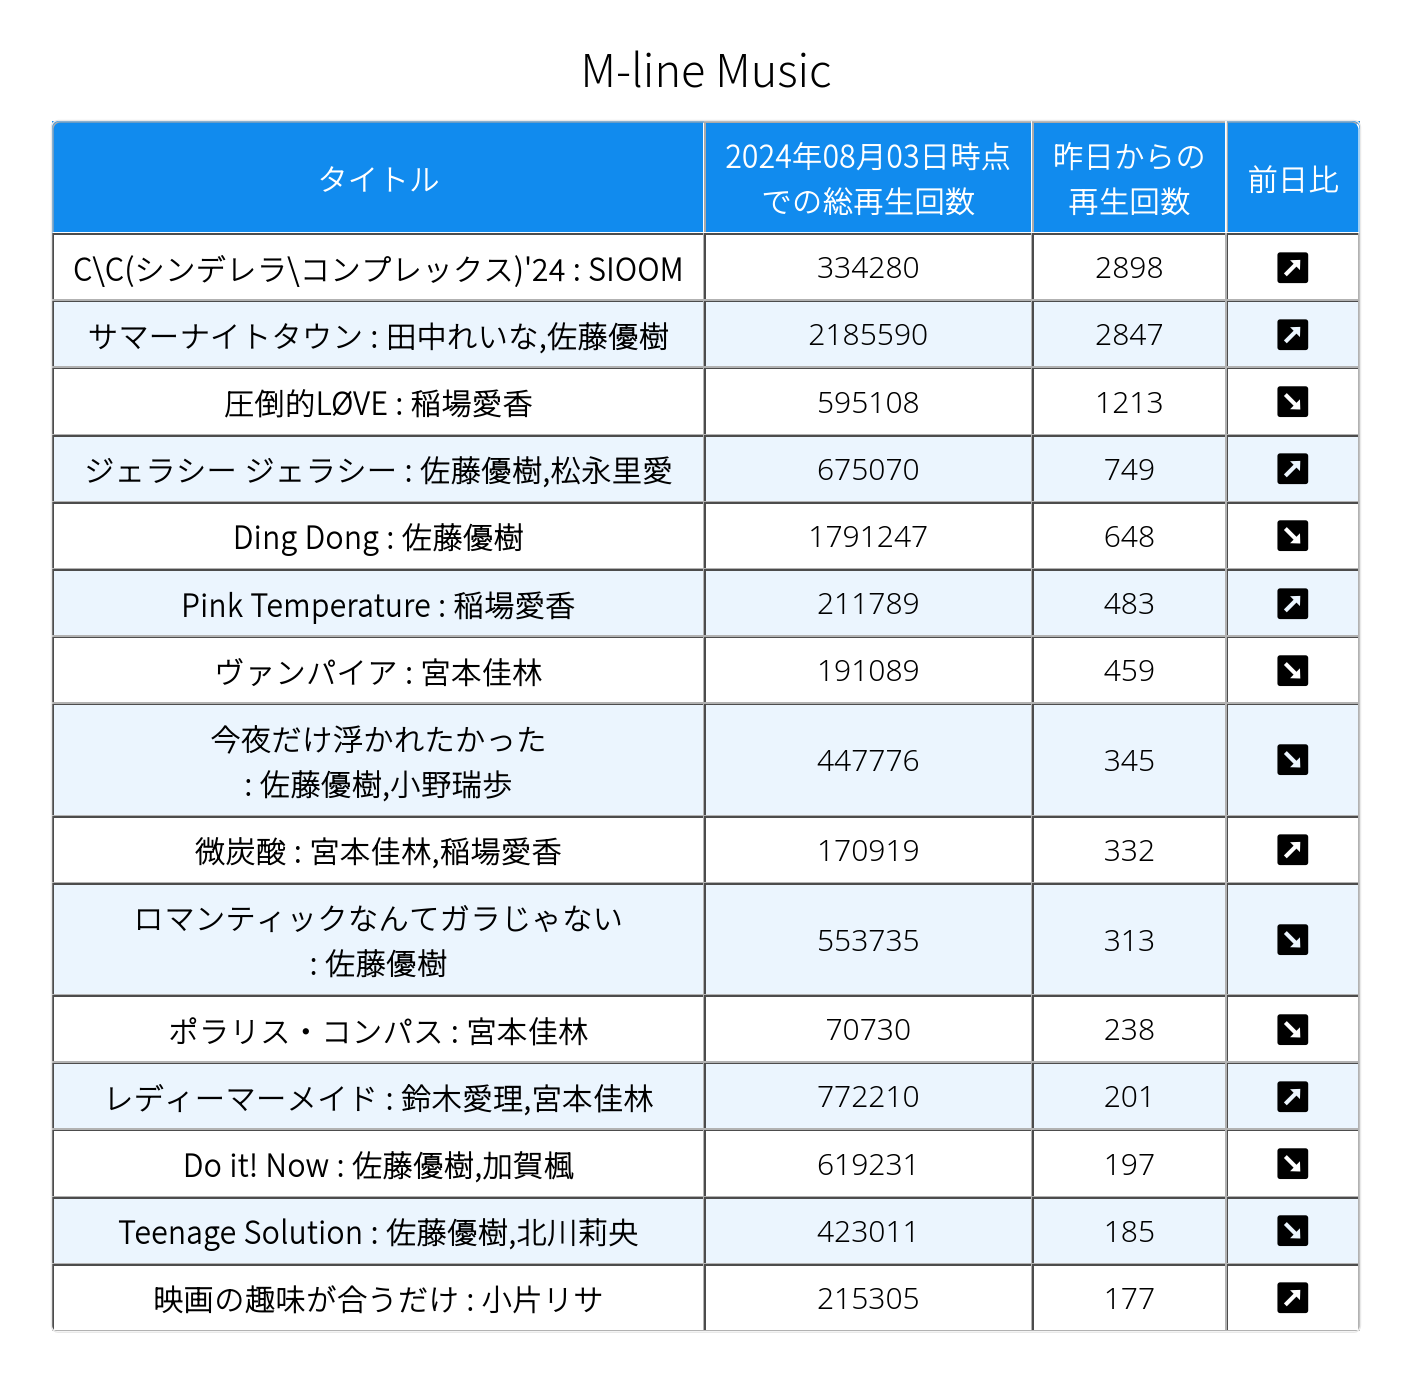 M-line Music
タイトル
2024年08月03日時点
での総再生回数
昨日からの
再生回数
前日比
C\C(シンデレラ\コンプレックス)'24 : SIOOM 334280 2898 ↗
サマーナイトタウン : 田中れいな,佐藤優樹 2185590 2847 ↗
圧倒的LØVE : 稲場愛香 595108 1213 ↘
ジェラシー ジェラシー : 佐藤優樹,松永里愛 675070 749 ↗
Ding Dong : 佐藤優樹 1791247 648 ↘
Pink Temperature : 稲場愛香 211789 483 ↗
ヴァンパイア : 宮本佳林 191089 459 ↘
今夜だけ浮かれたかった
: 佐藤優樹,小野瑞歩 447776 345 ↘
微炭酸 : 宮本佳林,稲場愛香 170919 332 ↗
ロマンティックなんてガラじゃない
: 佐藤優樹 553735 313 ↘
ポラリス・コンパス : 宮本佳林 70730 238 ↘
レディーマーメイド : 鈴木愛理,宮本佳林 772210 201 ↗
Do it! Now : 佐藤優樹,加賀楓 619231 197 ↘
Teenage Solution : 佐藤優樹,北川莉央 423011 185 ↘
映画の趣味が合うだけ : 小片リサ 215305 177 ↗